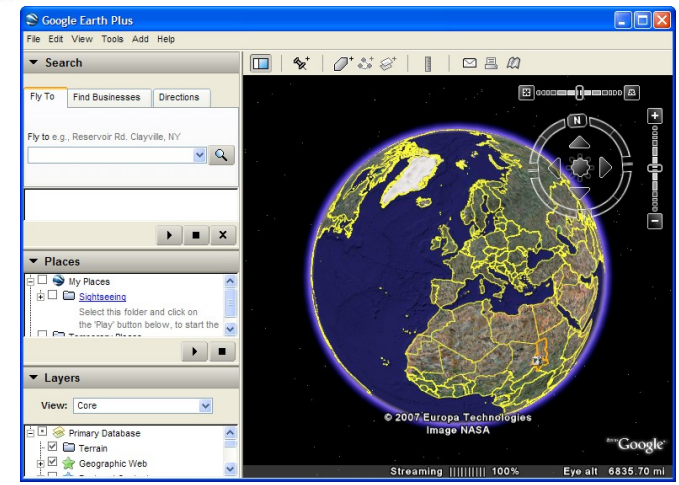 Google Earth Plus
File Edit View Tools Add Help
Search
Fly To Find Businesses Directions
Fly to e.g., Reservoir Rd. Clayville, NY
N
Places
My Places
Sightseeing
Select this folder and click on
the 'Play' button below, to start the
Temporary Places
Layers
View: Core
Primary Database
Terrain
Geographic Web
© 2007 Europa Technologies
Image NASA
Google
Streaming |||||||||| 100% Eye alt 6835.70 mi